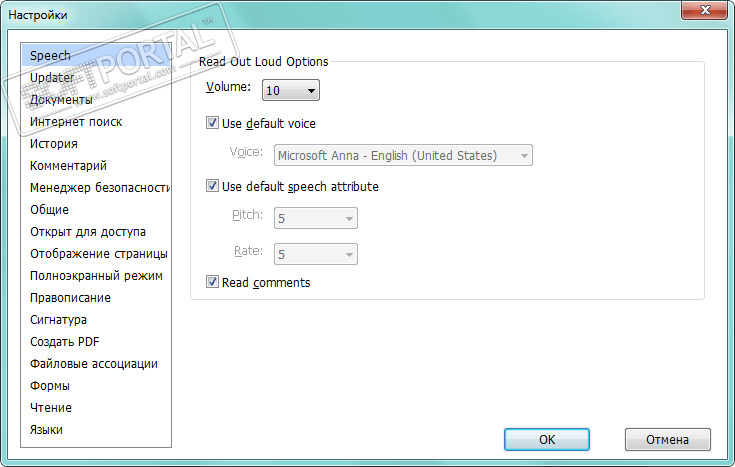 Настройки
Speech
Updater
Документы
Интернет поиск
История
Комментарий
Менеджер безопасности
Общие
Открыт для доступа
Отображение страницы
Полноэкранный режим
Правописание
Сигнатура
Создать PDF
Файловые ассоциации
Формы
Чтение
Языки
Read Out Loud Options
Volume: 10
Use default voice
Voice: Microsoft Anna - English (United States)
Use default speech attribute
Pitch: 5
Rate: 5
Read comments
OK Отмена
SOFTPORTAL™
www.softportal.com